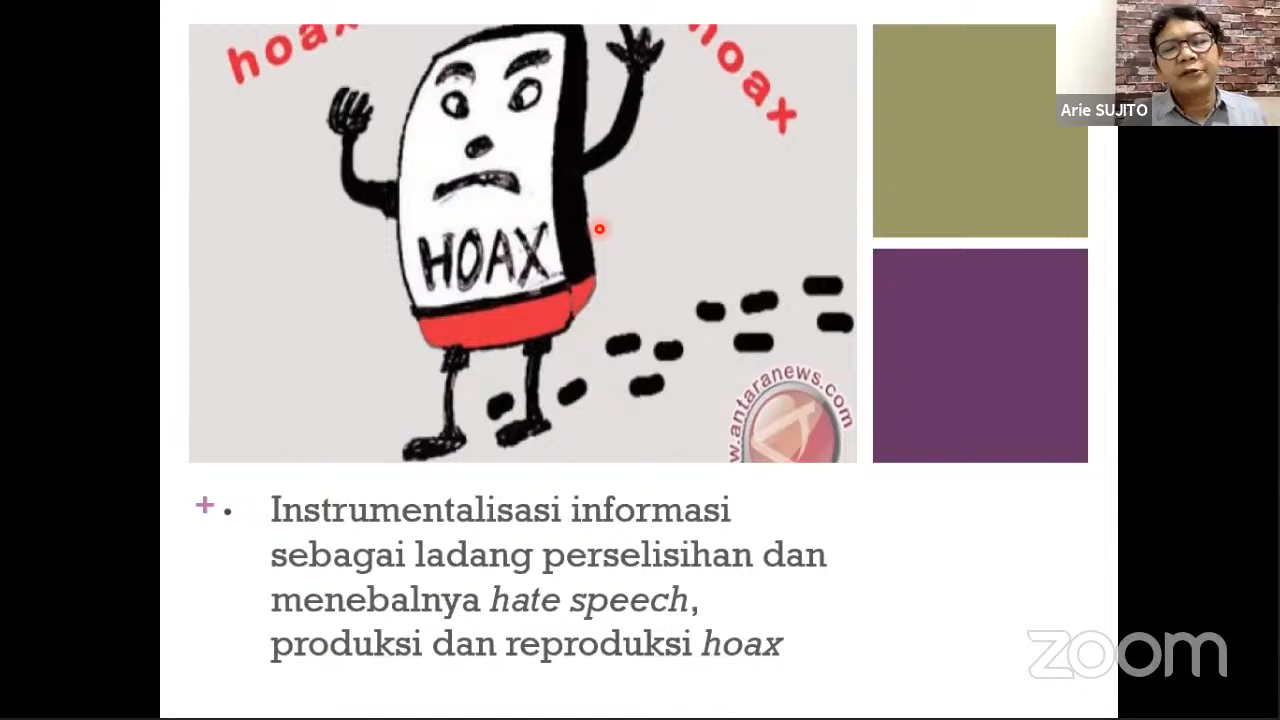 hoax
hoax
Arie SUJITO
HOAX
w.antaranews.com
+ • Instrumentalisasi informasi
sebagai ladang perselisihan dan
menebalnya hate speech,
produksi dan reproduksi hoax
zoom